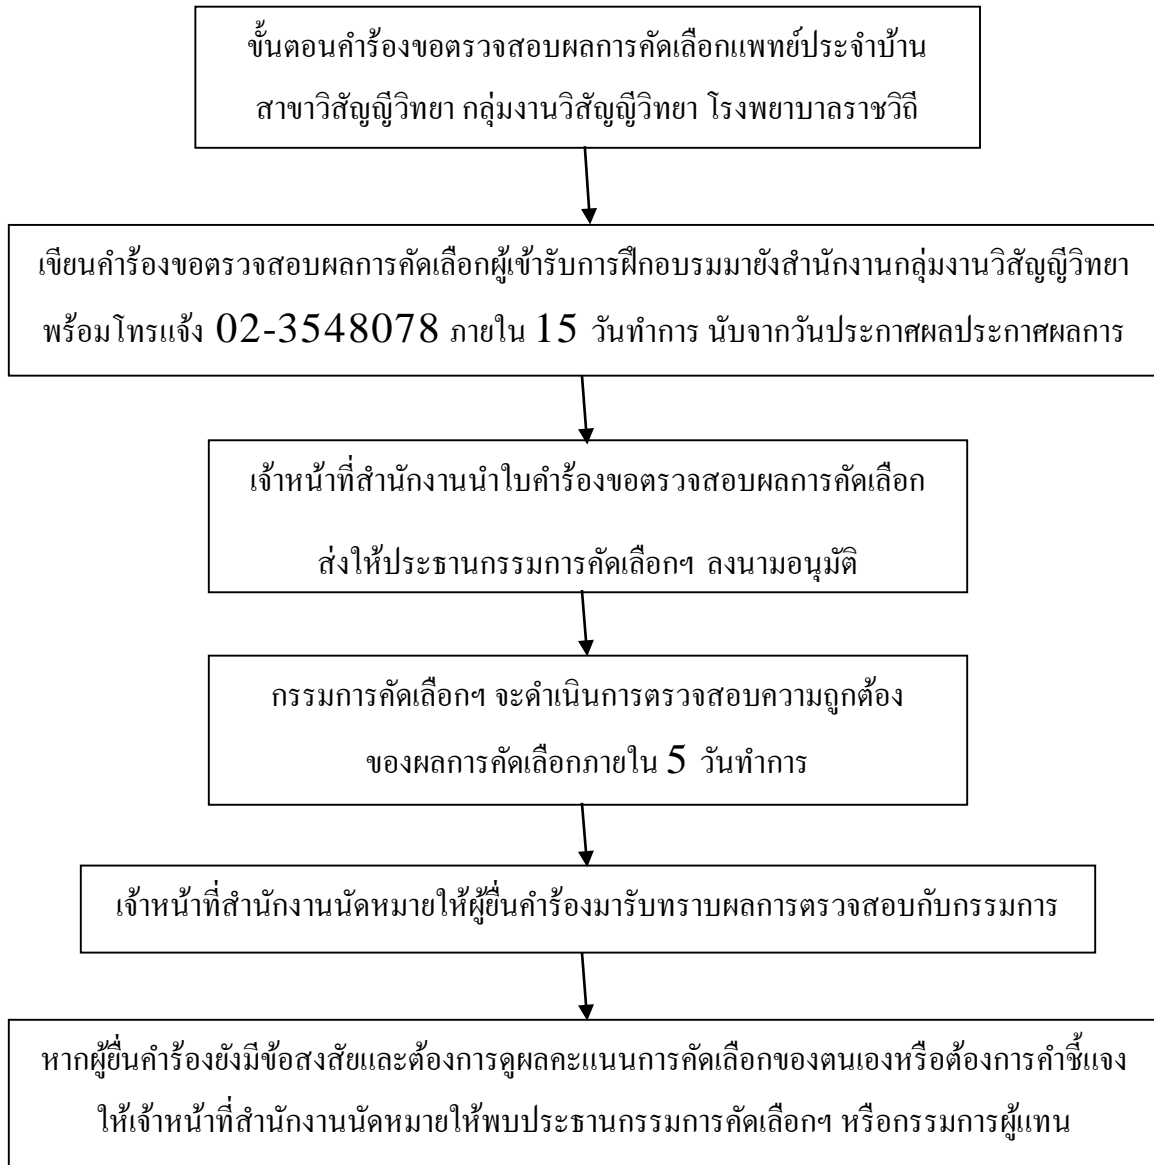 ขั้นตอนคำร้องขอตรวจสอบผลการคัดเลือกแพทย์ประจำบ้าน
สาขาวิสัญญีวิทยา กลุ่มงานวิสัญญีวิทยา โรงพยาบาลราชวิถี
เขียนคำร้องขอตรวจสอบผลการคัดเลือกผู้เข้ารับการฝึกอบรมมายังสำนักงานกลุ่มงานวิสัญญีวิทยา
พร้อมโทรแจ้ง 02-3548078 ภายใน 15 วันทำการ นับจากวันประกาศผลประกาศผลการ
เจ้าหน้าที่สำนักงานนำใบคำร้องขอตรวจสอบผลการคัดเลือก
ส่งให้ประธานกรรมการคัดเลือกฯ ลงนามอนุมัติ
กรรมการคัดเลือกฯ จะดำเนินการตรวจสอบความถูกต้อง
ของผลการคัดเลือกภายใน 5 วันทำการ
เจ้าหน้าที่สำนักงานนัดหมายให้ผู้ยื่นคำร้องมารับทราบผลการตรวจสอบกับกรรมการ
หากผู้ยื่นคำร้องยังมีข้อสงสัยและต้องการดูผลคะแนนการคัดเลือกของตนเองหรือต้องการคำชี้แจง
ให้เจ้าหน้าที่สำนักงานนัดหมายให้พบประธานกรรมการคัดเลือกฯ หรือกรรมการผู้แทน